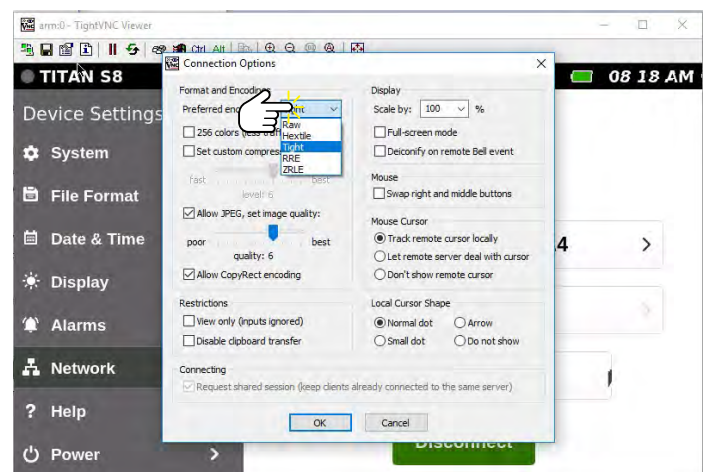 arm:0 - TightVNC Viewer
Ctrl Alt
TITAN S8
08 18 AM
Device Settings
System
File Format
Date & Time
Display
Alarms
Network
Help
Power
4
Disconnect
Connection Options
Format and Encodings
Preferred
Raw
Hextile
Tight
RRE
ZRLE
256 colors
Set custom compres
fast best
level: 6
Allow JPEG, set image quality:
poor best
quality: 6
Allow CopyRect encoding
Restrictions
View only (inputs ignored)
Disable clipboard transfer
Display
Scale by: 100 %
Full-screen mode
Deiconify on remote Bell event
Mouse
Swap right and middle buttons
Mouse Cursor
Track remote cursor locally
Let remote server deal with cursor
Don't show remote cursor
Local Cursor Shape
Normal dot Arrow
Small dot Do not show
Connecting
Request shared session (keep clients already connected to the same server)
OK Cancel